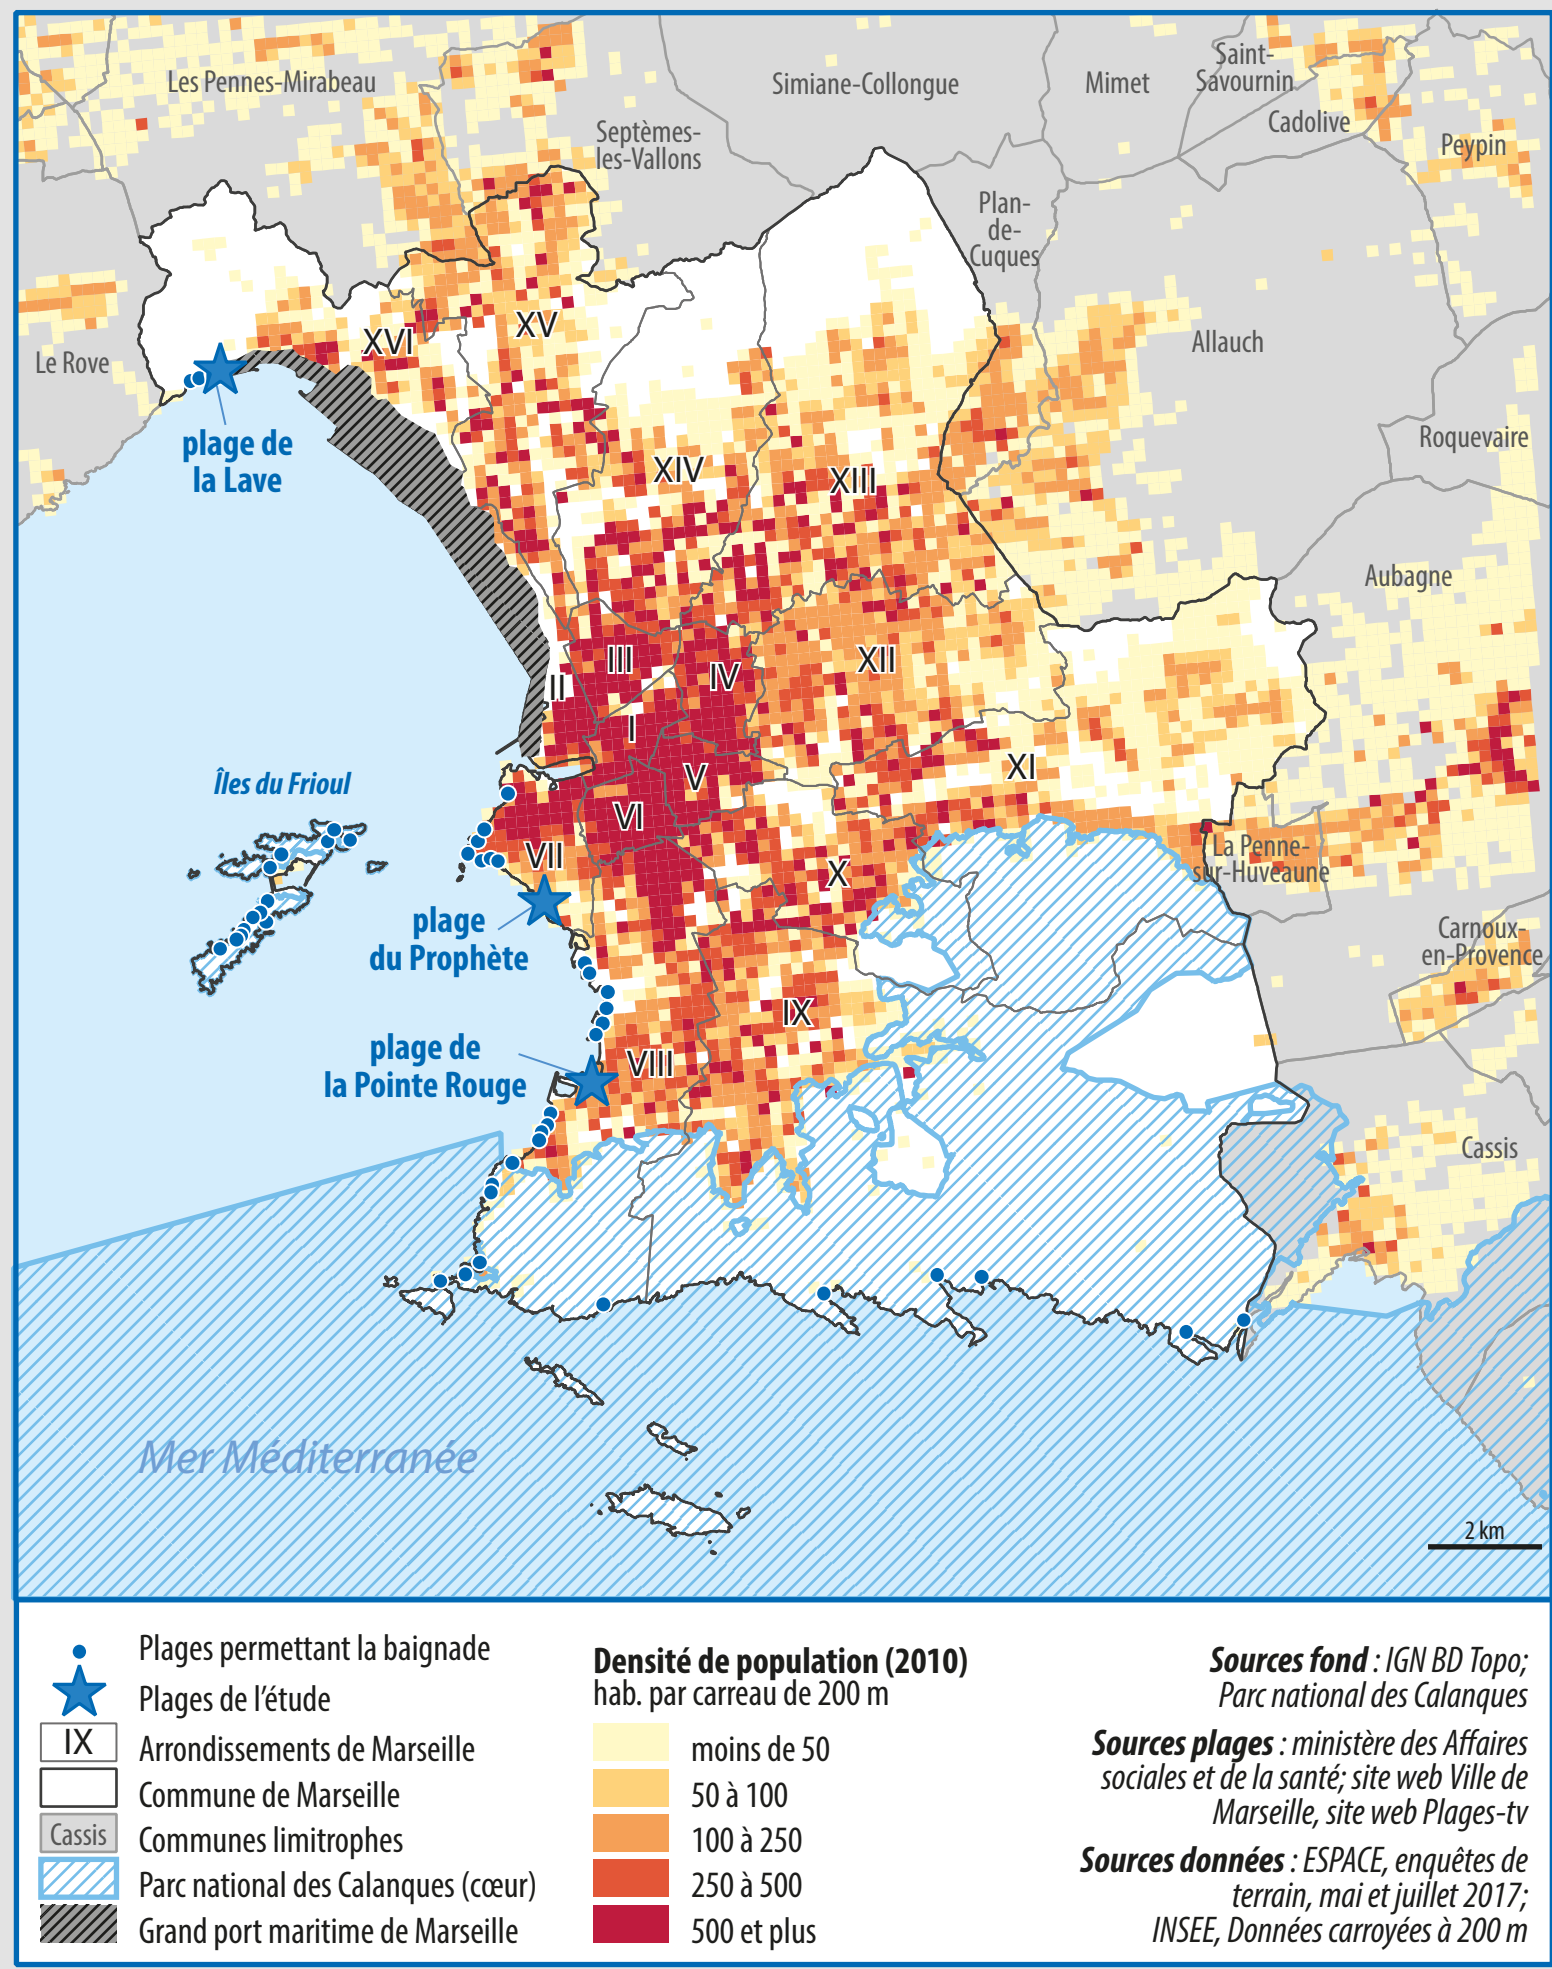 Les Pennes-Mirabeau
Septèmes-
les-Vallons
Simiane-Collongue
Mimet
Saint-
Savournin
Cadolive
Peypin
Plan-
de-
Cuques
Allauch
Le Rove
XVI
XV
plage de
la Lave
XIV
XIII
Roquevaire
Aubagne
III
IV
XII
II
I
V
XI
Îles du Frioul
VI
VII
X
La Penne-
sur-Huveaune
plage
du Prophète
Carnoux-
en-Provence
IX
plage de
la Pointe Rouge
VIII
Cassis
Mer Méditerranée
2 km
Plages permettant la baignade
Plages de l'étude
IX
Arrondissements de Marseille
Commune de Marseille
Cassis
Communes limitrophes
Parc national des Calanques (cœur)
Grand port maritime de Marseille
Densité de population (2010)
hab. par carreau de 200 m
moins de 50
50 à 100
100 à 250
250 à 500
500 et plus
Sources fond : IGN BD Topo;
Parc national des Calanques
Sources plages : ministère des Affaires
sociales et de la santé; site web Ville de
Marseille, site web Plages-tv
Sources données : ESPACE, enquêtes de
terrain, mai et juillet 2017;
INSEE, Données carroyées à 200 m